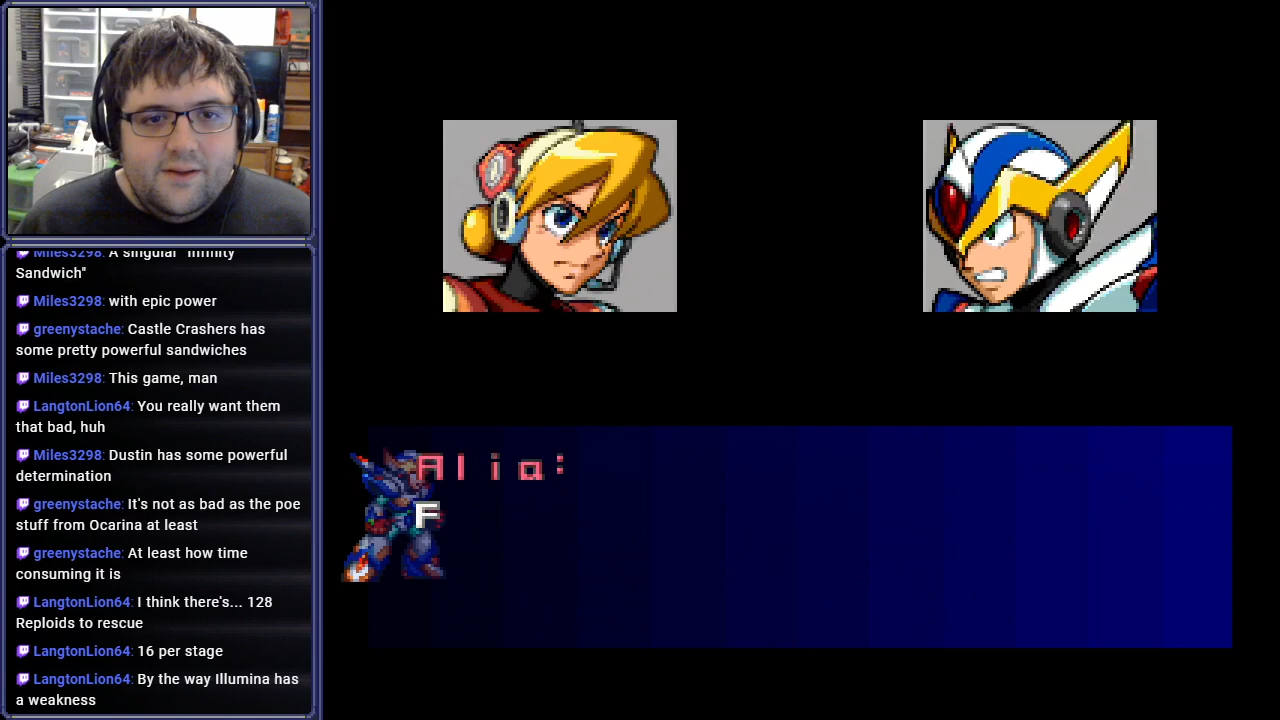 Miles3298: A singular "Infinity
Sandwich"
Miles3298: with epic power
greenystache: Castle Crashers has
some pretty powerful sandwiches
Miles3298: This game, man
LangtonLion64: You really want them
that bad, huh
Miles3298: Dustin has some powerful
determination
greenystache: It's not as bad as the poe
stuff from Ocarina at least
greenystache: At least how time
consuming it is
LangtonLion64: I think there's... 128
Reploids to rescue
LangtonLion64: 16 per stage
LangtonLion64: By the way Illumina has
a weakness
Alia:
F